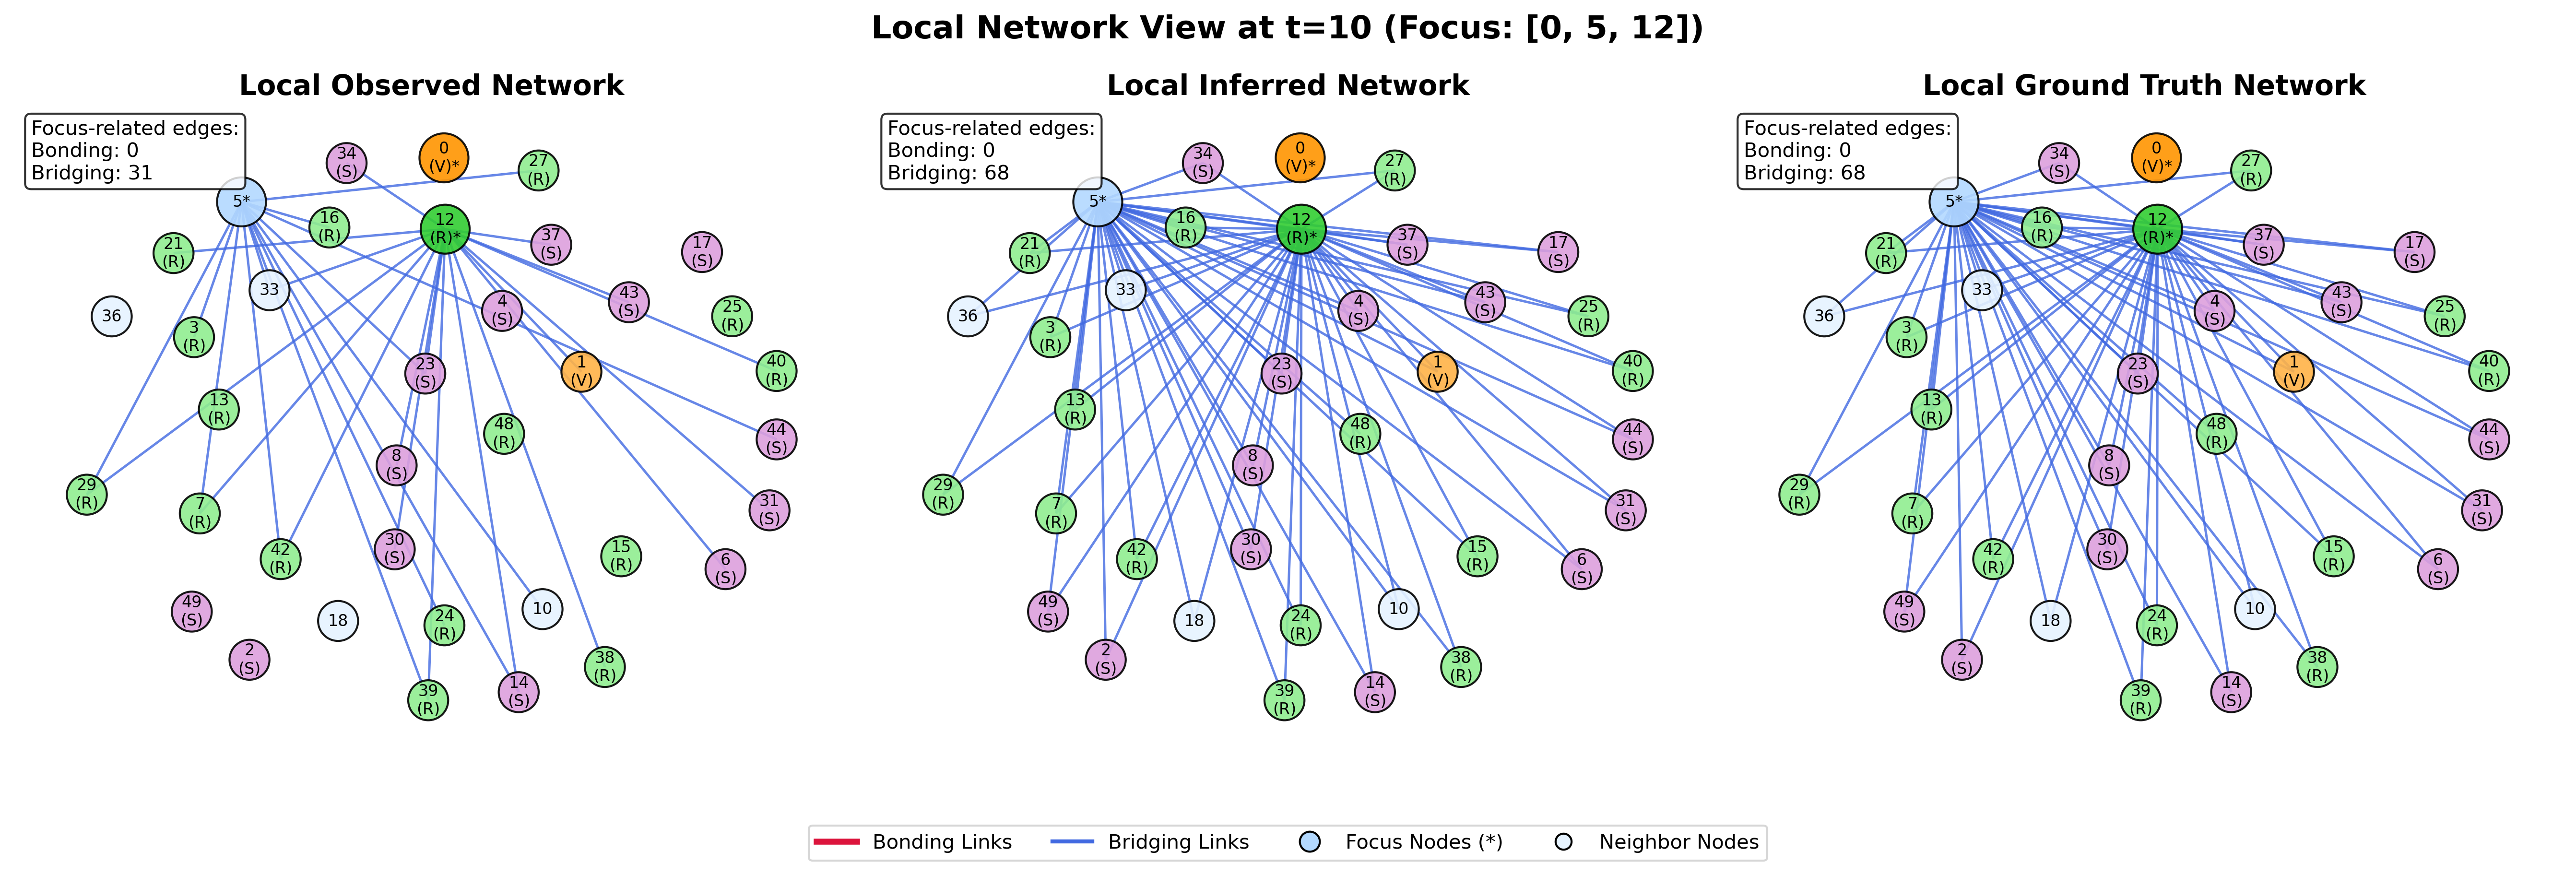 Local Network View at t=10 (Focus: [0, 5, 12])
Local Observed Network
Focus-related edges:
Bonding: 0
Bridging: 31
34
(S)
0
(V)*
27
(R)
5*
16
(R)
12
(R)*
21
(R)
37
(S)
17
(S)
33
36
3
(R)
4
(S)
43
(S)
25
(R)
23
(S)
1
(V)
40
(R)
13
(R)
48
(R)
44
(S)
8
(S)
29
(R)
7
(R)
31
(S)
42
(R)
30
(S)
15
(R)
6
(S)
49
(S)
18
24
(R)
10
2
(S)
38
(R)
39
(R)
14
(S)
Local Inferred Network
Focus-related edges:
Bonding: 0
Bridging: 68
34
(S)
0
(V)*
27
(R)
5*
16
(R)
12
(R)*
21
(R)
37
(S)
17
(S)
33
36
3
(R)
4
(S)
43
(S)
25
(R)
23
(S)
1
(V)
40
(R)
13
(R)
48
(R)
44
(S)
8
(S)
29
(R)
7
(R)
31
(S)
42
(R)
30
(S)
15
(R)
6
(S)
49
(S)
18
24
(R)
10
2
(S)
38
(R)
39
(R)
14
(S)
Local Ground Truth Network
Focus-related edges:
Bonding: 0
Bridging: 68
34
(S)
0
(V)*
27
(R)
5*
16
(R)
12
(R)*
21
(R)
37
(S)
17
(S)
33
36
3
(R)
4
(S)
43
(S)
25
(R)
23
(S)
1
(V)
40
(R)
13
(R)
48
(R)
44
(S)
8
(S)
29
(R)
7
(R)
31
(S)
42
(R)
30
(S)
15
(R)
6
(S)
49
(S)
18
24
(R)
10
2
(S)
38
(R)
39
(R)
14
(S)
Bonding Links
Bridging Links
Focus Nodes (*)
Neighbor Nodes